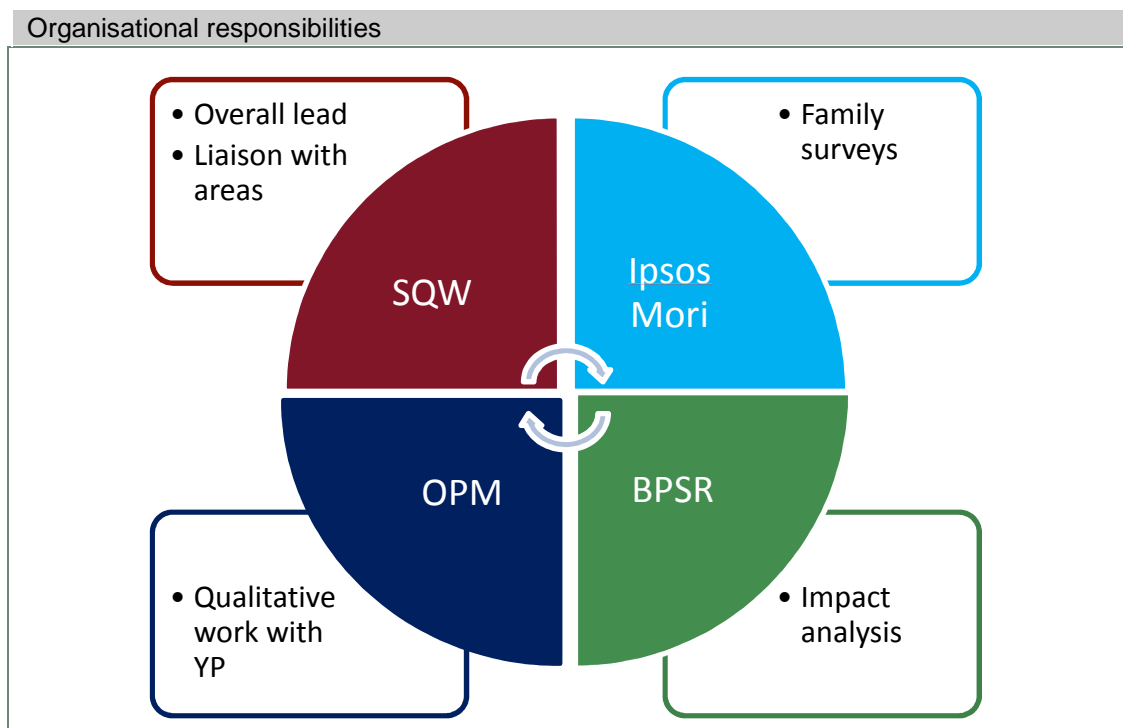 Organisational responsibilities
• Overall lead
• Liaison with
areas
• Family
surveys
SQW
Ipsos
Mori
OPM
BPSR
• Qualitative
work with
YP
• Impact
analysis